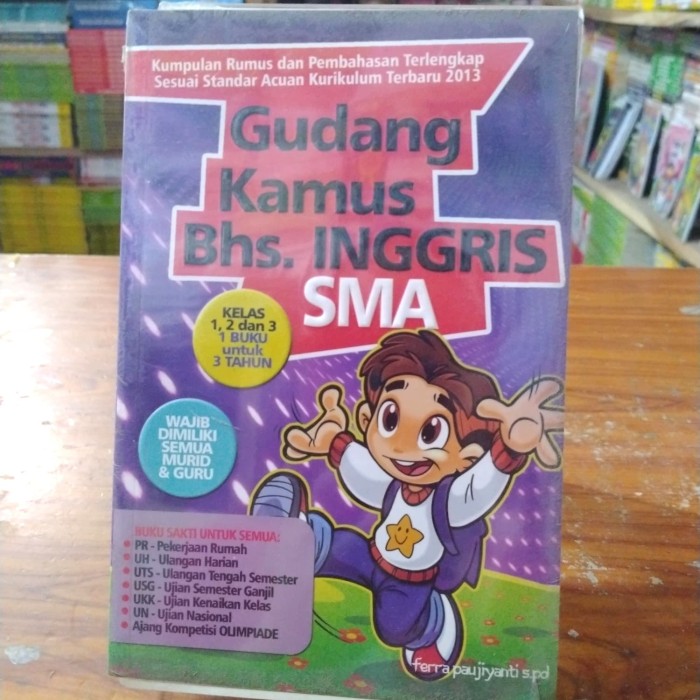 Kumpulan Rumus dan Pembahasan Terlengkap
Sesuai Standar Acuan Kurikulum Terbaru 2013
Gudang
Kamus
Bhs. INGGRIS
SMA
KELAS
1, 2 dan 3
1 BUKU
untuk
3 TAHUN
WAJIB
DIMILIKI
SEMUA
MURID
& GURU
BUKU SAKTI UNTUK SEMUA:
• PR - Pekerjaan Rumah
• UH - Ulangan Harian
• UTS - Ulangan Tengah Semester
• USG - Ujian Semester Ganjil
• UKK - Ujian Kenaikan Kelas
• UN - Ujian Nasional
• Ajang Kompetisi OLIMPIADE
ferra paujiyanti s.pd